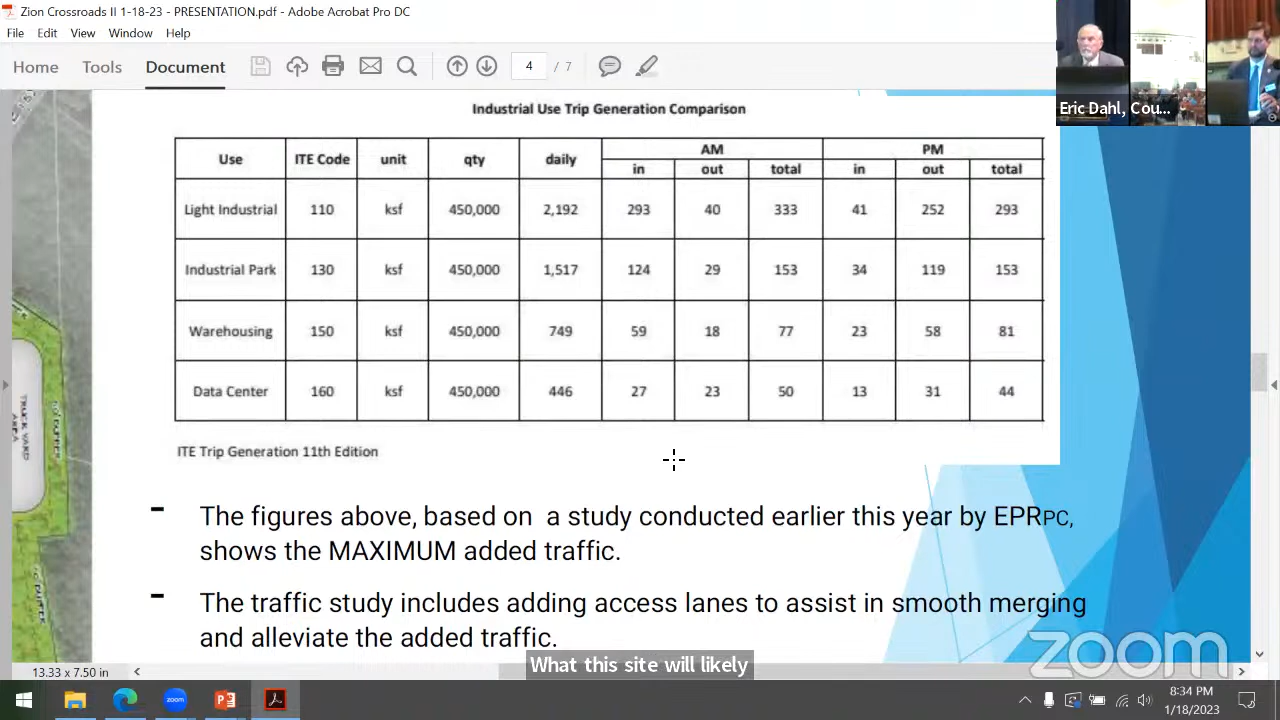 Zion Crossroads II 1-18-23 - PRESENTATION.pdf - Adobe Acrobat Pro DC
File Edit View Window Help
Home Tools Document 4 / 7
Eric Dahl, Cou...
Industrial Use Trip Generation Comparison
Use ITE Code unit qty daily AM PM
in out total in out total
Light Industrial 110 ksf 450,000 2,192 293 40 333 41 252 293
Industrial Park 130 ksf 450,000 1,517 124 29 153 34 119 153
Warehousing 150 ksf 450,000 749 59 18 77 23 58 81
Data Center 160 ksf 450,000 446 27 23 50 13 31 44
TRUCK YARD
AREA
ITE Trip Generation 11th Edition
- The figures above, based on a study conducted earlier this year by EPRPC,
shows the MAXIMUM added traffic.
- The traffic study includes adding access lanes to assist in smooth merging
and alleviate the added traffic.
zoom
What this site will likely
13.33 x 7.50 in
zoom
8:34 PM
1/18/2023